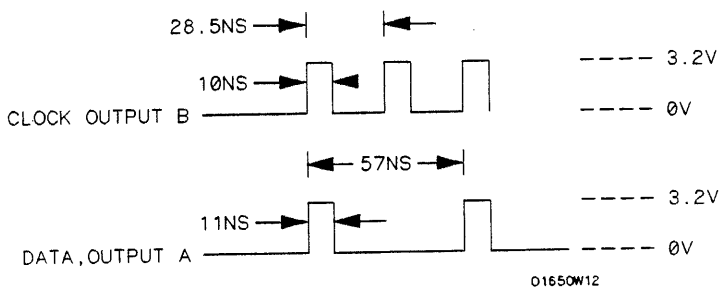 28.5NS
3.2V
10NS
CLOCK OUTPUT B
0V
57NS
3.2V
11NS
DATA,OUTPUT A
0V
01650W12